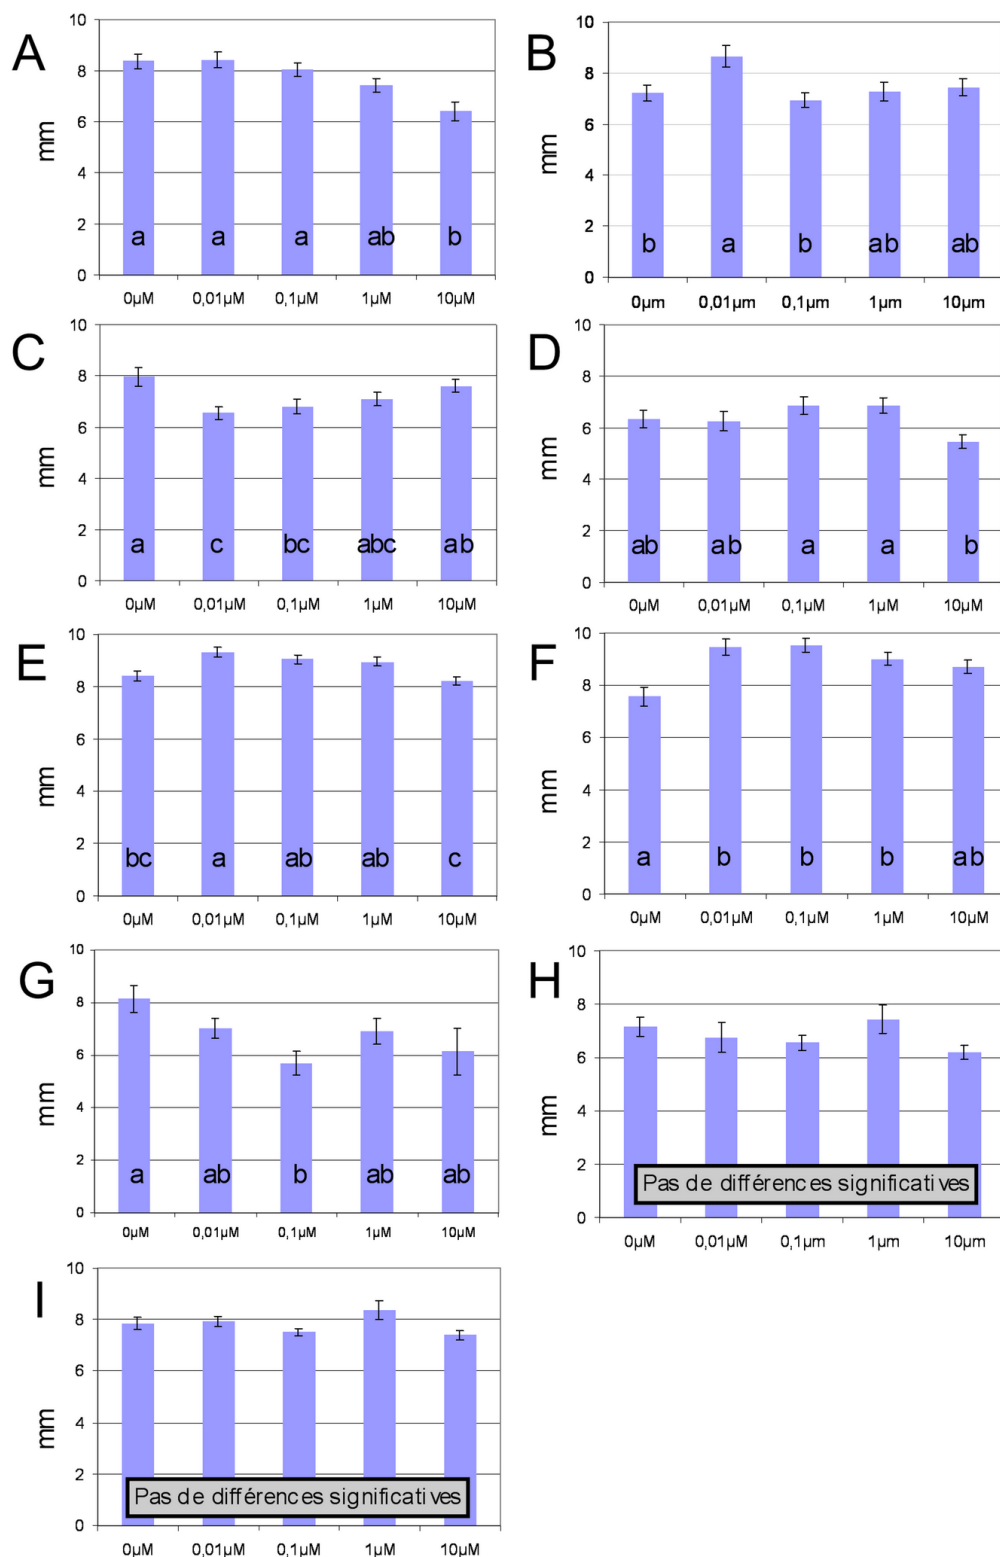 A
10
8
6
4
2
0
mm
a a a ab b
0µM 0,01µM 0,1µM 1µM 10µM
B
10
8
6
4
2
0
mm
b a b ab ab
0µm 0,01µm 0,1µm 1µm 10µm
C
10
8
6
4
2
0
mm
a c bc abc ab
0µM 0,01µM 0,1µM 1µM 10µM
D
10
8
6
4
2
0
mm
ab ab a a b
0µM 0,01µM 0,1µM 1µM 10µM
E
10
8
6
4
2
0
mm
bc a ab ab c
0µM 0,01µM 0,1µM 1µM 10µM
F
10
8
6
4
2
0
mm
a b b b ab
0µM 0,01µM 0,1µM 1µM 10µM
G
10
8
6
4
2
0
mm
a ab b ab ab
0µM 0,01µM 0,1µM 1µM 10µM
H
10
8
6
4
2
0
mm
Pas de différences significatives
0µM 0,01µM 0,1µm 1µm 10µm
I
10
8
6
4
2
0
mm
Pas de différences significatives
0µM 0,01µM 0,1µM 1µM 10µM